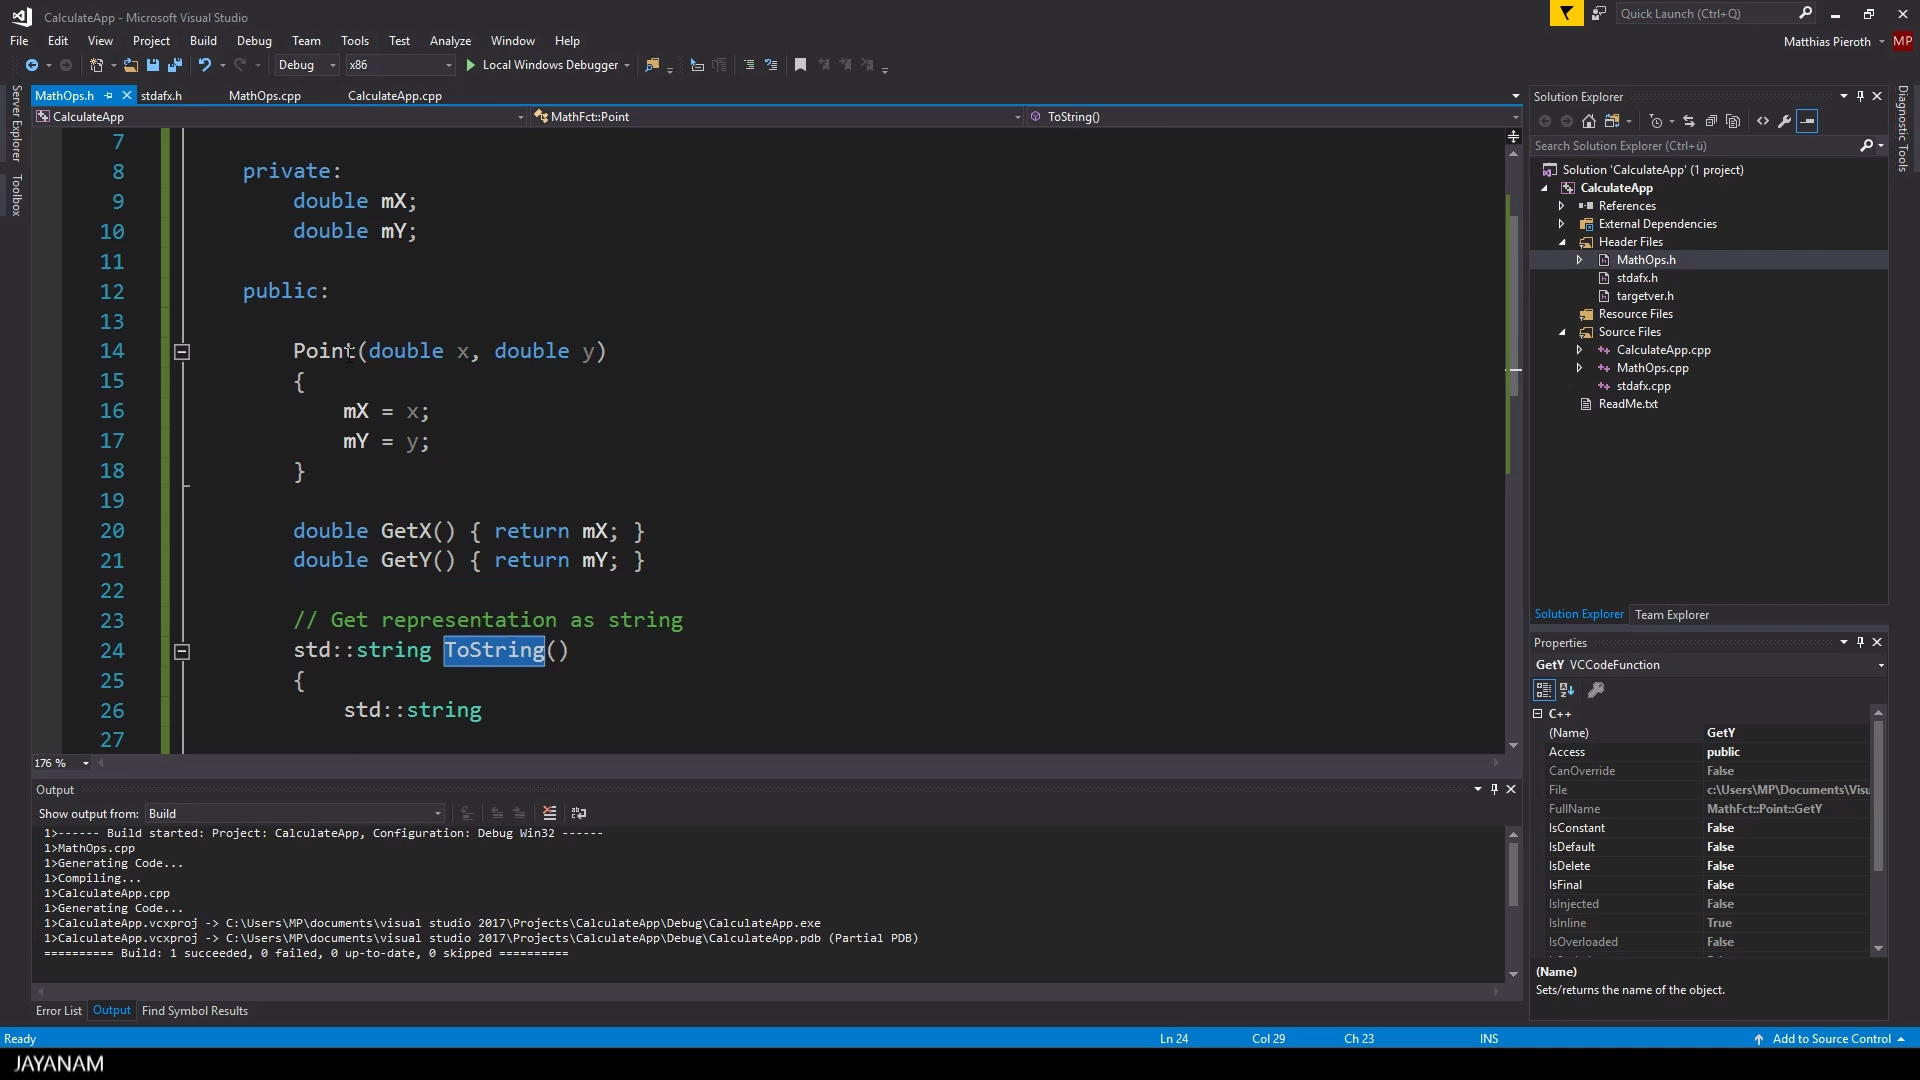 CalculateApp - Microsoft Visual Studio
Quick Launch (Ctrl+Q)
File Edit View Project Build Debug Team Tools Test Analyze Window Help
Matthias Pieroth MP
Debug x86 Local Windows Debugger
Server Explorer
Toolbox
MathOps.h stdafx.h MathOps.cpp CalculateApp.cpp
CalculateApp MathFct::Point ToString()
7
8 private:
9 double mX;
10 double mY;
11
12 public:
13
14 Point(double x, double y)
15 {
16 mX = x;
17 mY = y;
18 }
19
20 double GetX() { return mX; }
21 double GetY() { return mY; }
22
23 // Get representation as string
24 std::string ToString()
25 {
26 std::string
27
176 %
Output
Show output from: Build
1>------ Build started: Project: CalculateApp, Configuration: Debug Win32 ------
1>MathOps.cpp
1>Generating Code...
1>Compiling...
1>CalculateApp.cpp
1>Generating Code...
1>CalculateApp.vcxproj -> C:\Users\MP\documents\visual studio 2017\Projects\CalculateApp\Debug\CalculateApp.exe
1>CalculateApp.vcxproj -> C:\Users\MP\documents\visual studio 2017\Projects\CalculateApp\Debug\CalculateApp.pdb (Partial PDB)
========== Build: 1 succeeded, 0 failed, 0 up-to-date, 0 skipped ==========
Error List Output Find Symbol Results
Solution Explorer
Search Solution Explorer (Ctrl+ü)
Solution 'CalculateApp' (1 project)
CalculateApp
References
External Dependencies
Header Files
MathOps.h
stdafx.h
targetver.h
Resource Files
Source Files
CalculateApp.cpp
MathOps.cpp
stdafx.cpp
ReadMe.txt
Solution Explorer Team Explorer
Properties
GetY VCCodeFunction
C++
(Name) GetY
Access public
CanOverride False
File c:\Users\MP\Documents\Visu
FullName MathFct::Point::GetY
IsConstant False
IsDefault False
IsDelete False
IsFinal False
IsInjected False
IsInline True
IsOverloaded False
(Name)
Sets/returns the name of the object.
Diagnostic Tools
Ready Ln 24 Col 29 Ch 23 INS Add to Source Control
JAYANAM